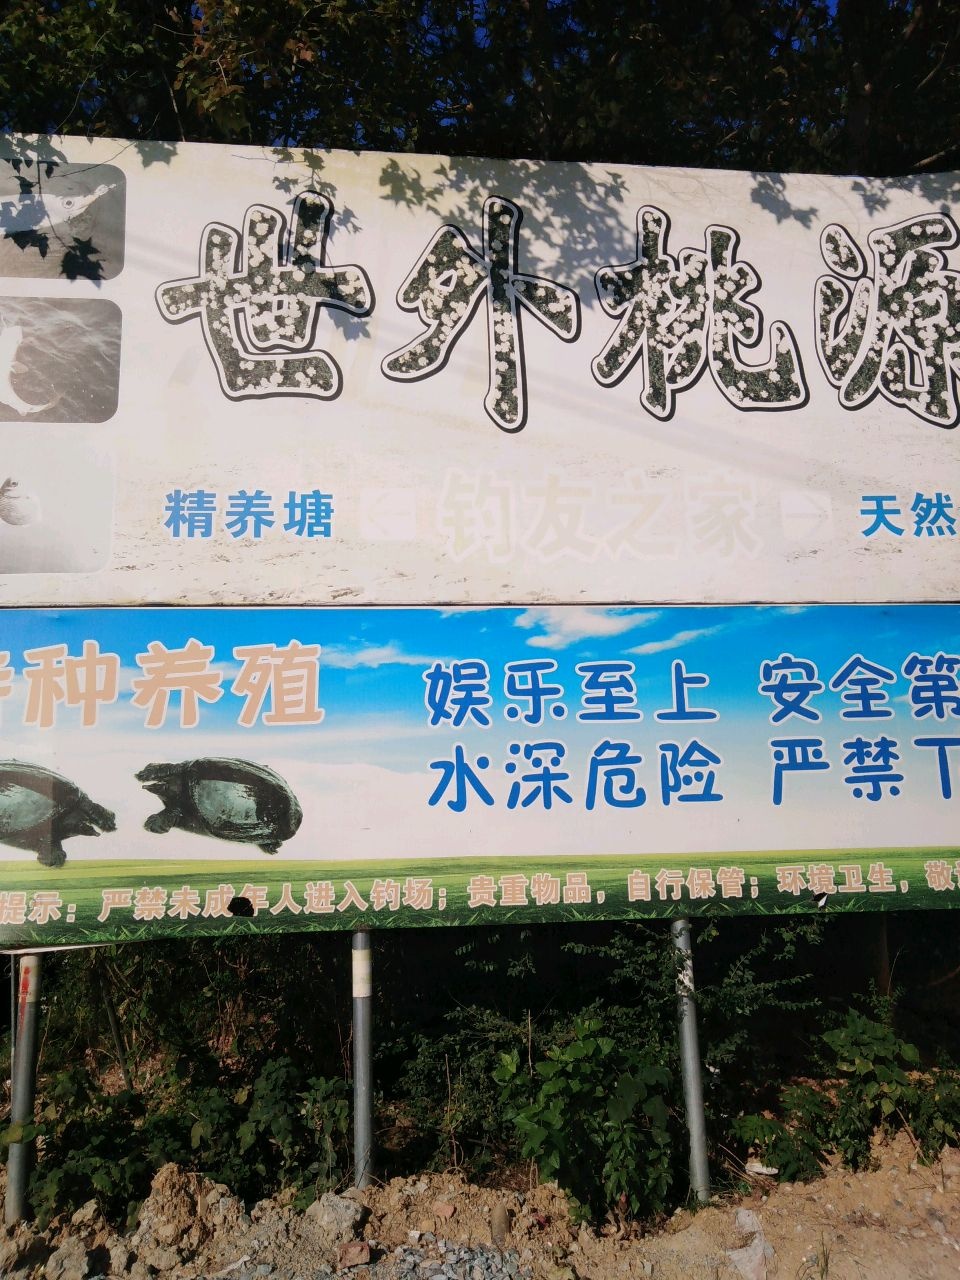 世外桃源
精养塘 钓友之家 天然
种养殖
娱乐至上 安全第
水深危险 严禁下
提示：严禁未成年人进入钓场；贵重物品，自行保管；环境卫生，敬